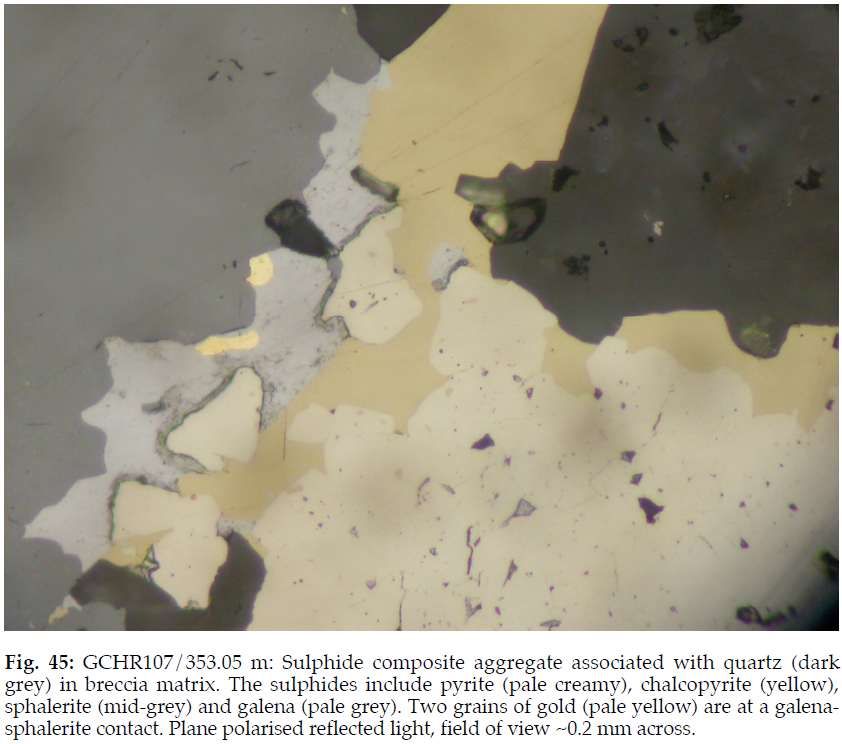 Fig. 45: GCHR107/353.05 m: Sulphide composite aggregate associated with quartz (dark
grey) in breccia matrix. The sulphides include pyrite (pale creamy), chalcopyrite (yellow),
sphalerite (mid-grey) and galena (pale grey). Two grains of gold (pale yellow) are at a galena-
sphalerite contact. Plane polarised reflected light, field of view ~0.2 mm across.